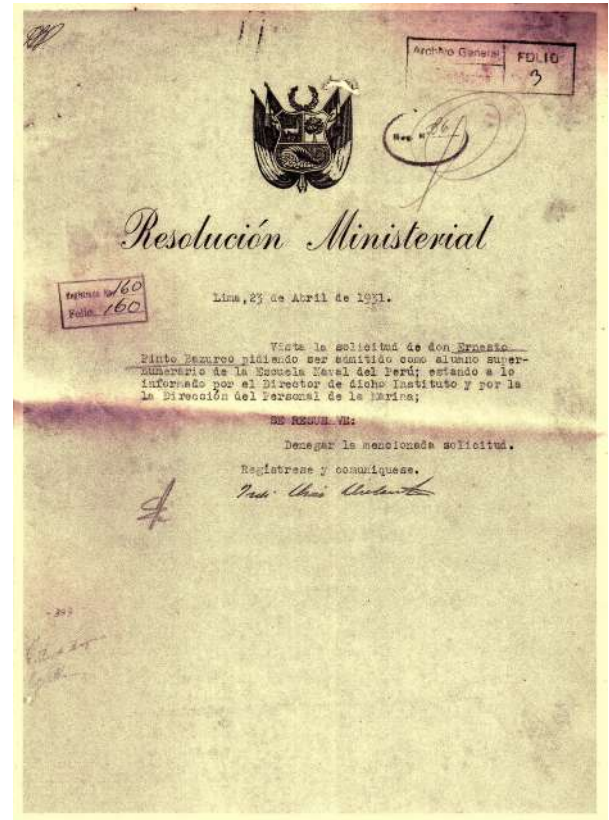 Archivo General
FOLIO
3
Reg. N° 86
Resolución Ministerial
Registrado No 160
Folio 160
Lima,23 de Abril de 1931.
Vista la solicitud de don Ernesto
Pinto Bazurco pidiendo ser admitido como alumno super-
numerario de la Escuela Naval del Perú; estando a lo
informado por el Director de dicho Instituto y por la
la Dirección del Personal de la Marina;
SE RESUELVE:
Denegar la mencionada solicitud.
Regístrese y comuníquese.